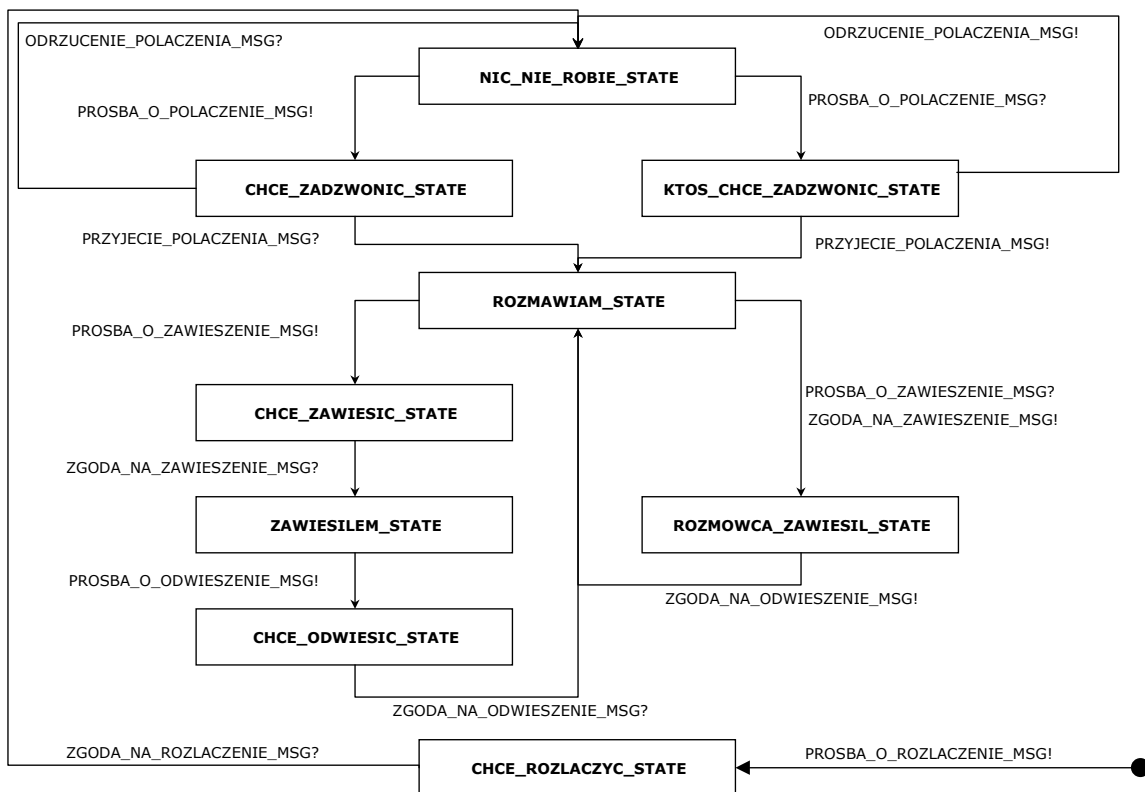 ODRZUCENIE_POLACZENIA_MSG?
ODRZUCENIE_POLACZENIA_MSG!
NIC_NIE_ROBIE_STATE
PROSBA_O_POLACZENIE_MSG!
PROSBA_O_POLACZENIE_MSG?
CHCE_ZADZWONIC_STATE
KTOS_CHCE_ZADZWONIC_STATE
PRZYJECIE_POLACZENIA_MSG?
PRZYJECIE_POLACZENIA_MSG!
ROZMAWIAM_STATE
PROSBA_O_ZAWIESZENIE_MSG!
PROSBA_O_ZAWIESZENIE_MSG?
ZGODA_NA_ZAWIESZENIE_MSG!
CHCE_ZAWIESIC_STATE
ZGODA_NA_ZAWIESZENIE_MSG?
ZAWIESILEM_STATE
ROZMOWCA_ZAWIESIL_STATE
PROSBA_O_ODWIESZENIE_MSG!
ZGODA_NA_ODWIESZENIE_MSG!
CHCE_ODWIESIC_STATE
ZGODA_NA_ODWIESZENIE_MSG?
ZGODA_NA_ROZLACZENIE_MSG?
CHCE_ROZLACZYC_STATE
PROSBA_O_ROZLACZENIE_MSG!